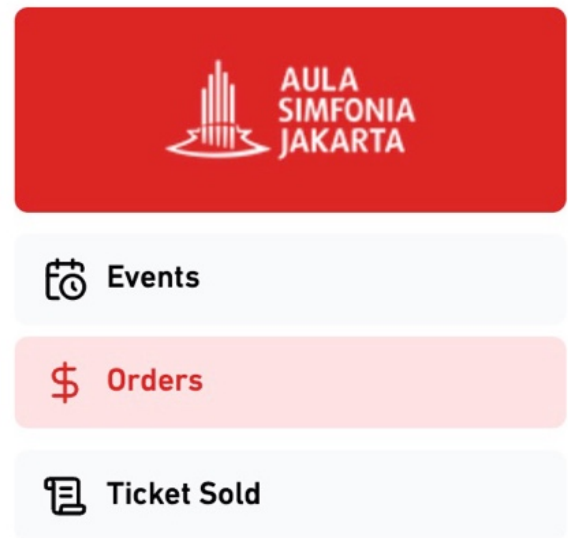 AULA
SIMFONIA
JAKARTA
Events
Orders
Ticket Sold